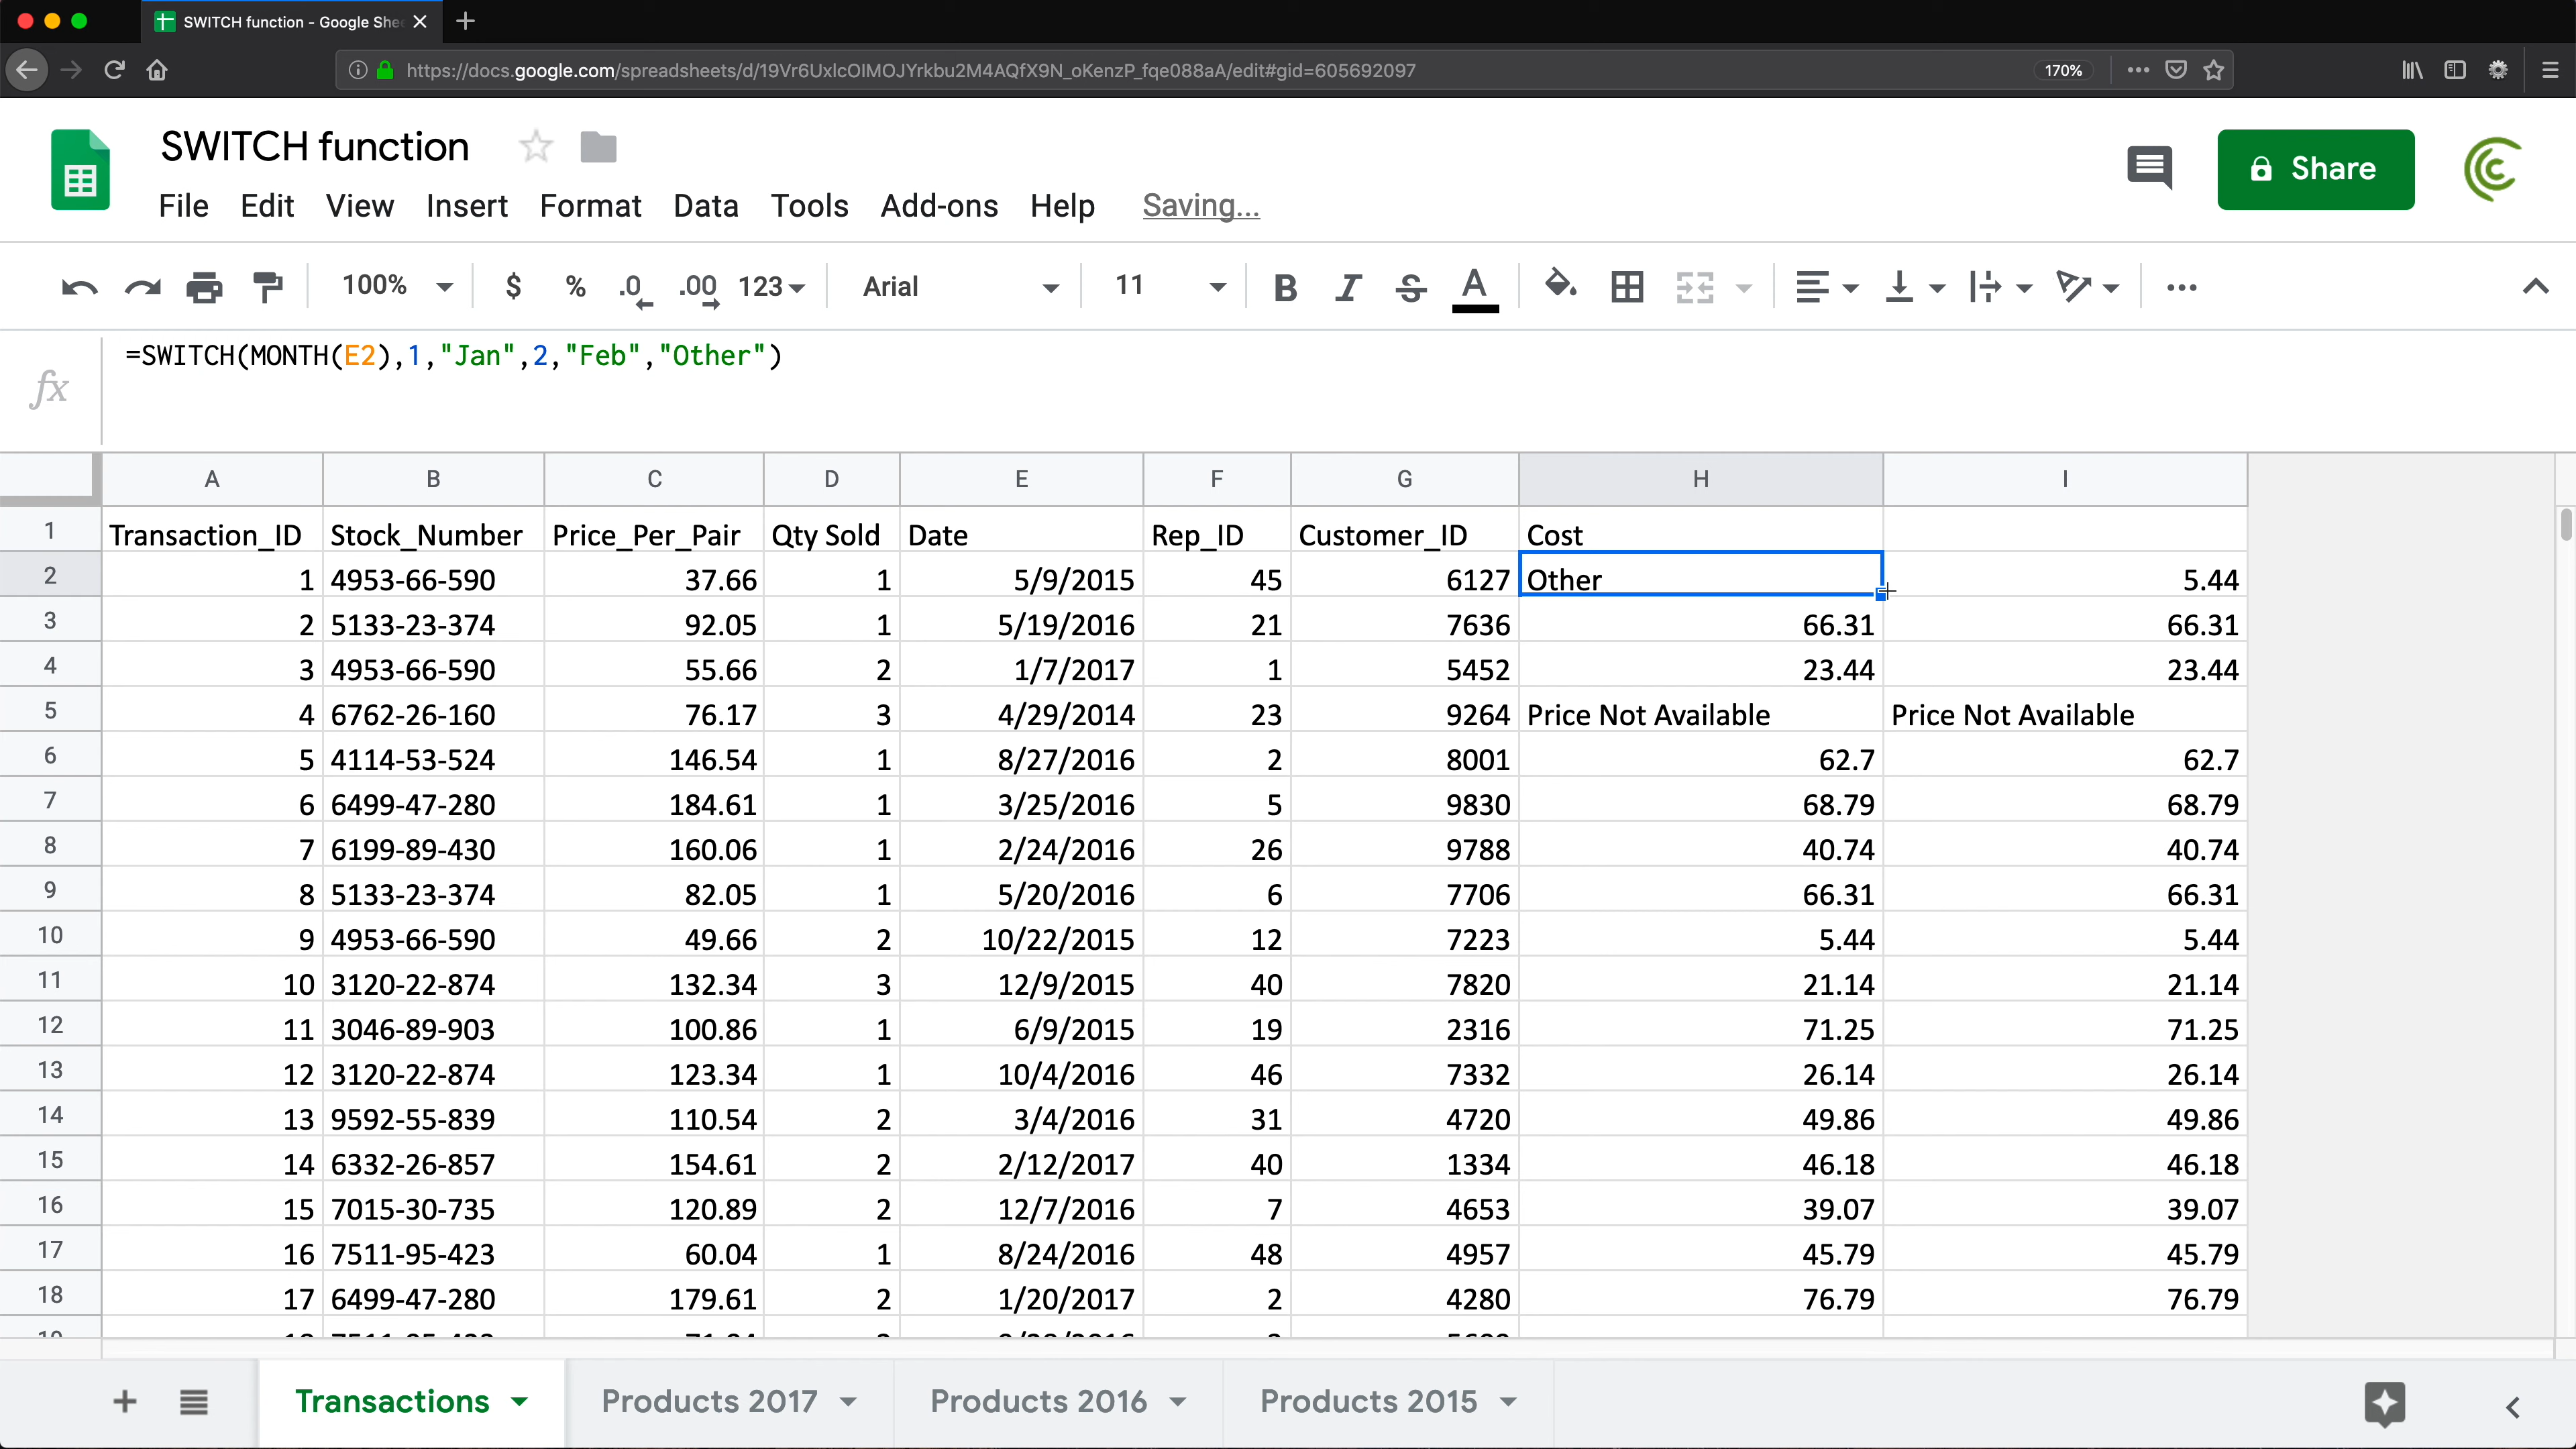 SWITCH function - Google Shee
https://docs.google.com/spreadsheets/d/19Vr6UxlcOIMOJYrkbu2M4AQfX9N_oKenzP_fqe088aA/edit#gid=605692097 170%
SWITCH function
Share
File Edit View Insert Format Data Tools Add-ons Help Saving...
100% $ % .0 .00 123 Arial 11 B I S A
fx =SWITCH(MONTH(E2),1,"Jan",2,"Feb","Other")
A B C D E F G H I
1 Transaction_ID Stock_Number Price_Per_Pair Qty Sold Date Rep_ID Customer_ID Cost
2 1 4953-66-590 37.66 1 5/9/2015 45 6127 Other 5.44
3 2 5133-23-374 92.05 1 5/19/2016 21 7636 66.31 66.31
4 3 4953-66-590 55.66 2 1/7/2017 1 5452 23.44 23.44
5 4 6762-26-160 76.17 3 4/29/2014 23 9264 Price Not Available Price Not Available
6 5 4114-53-524 146.54 1 8/27/2016 2 8001 62.7 62.7
7 6 6499-47-280 184.61 1 3/25/2016 5 9830 68.79 68.79
8 7 6199-89-430 160.06 1 2/24/2016 26 9788 40.74 40.74
9 8 5133-23-374 82.05 1 5/20/2016 6 7706 66.31 66.31
10 9 4953-66-590 49.66 2 10/22/2015 12 7223 5.44 5.44
11 10 3120-22-874 132.34 3 12/9/2015 40 7820 21.14 21.14
12 11 3046-89-903 100.86 1 6/9/2015 19 2316 71.25 71.25
13 12 3120-22-874 123.34 1 10/4/2016 46 7332 26.14 26.14
14 13 9592-55-839 110.54 2 3/4/2016 31 4720 49.86 49.86
15 14 6332-26-857 154.61 2 2/12/2017 40 1334 46.18 46.18
16 15 7015-30-735 120.89 2 12/7/2016 7 4653 39.07 39.07
17 16 7511-95-423 60.04 1 8/24/2016 48 4957 45.79 45.79
18 17 6499-47-280 179.61 2 1/20/2017 2 4280 76.79 76.79
Transactions Products 2017 Products 2016 Products 2015